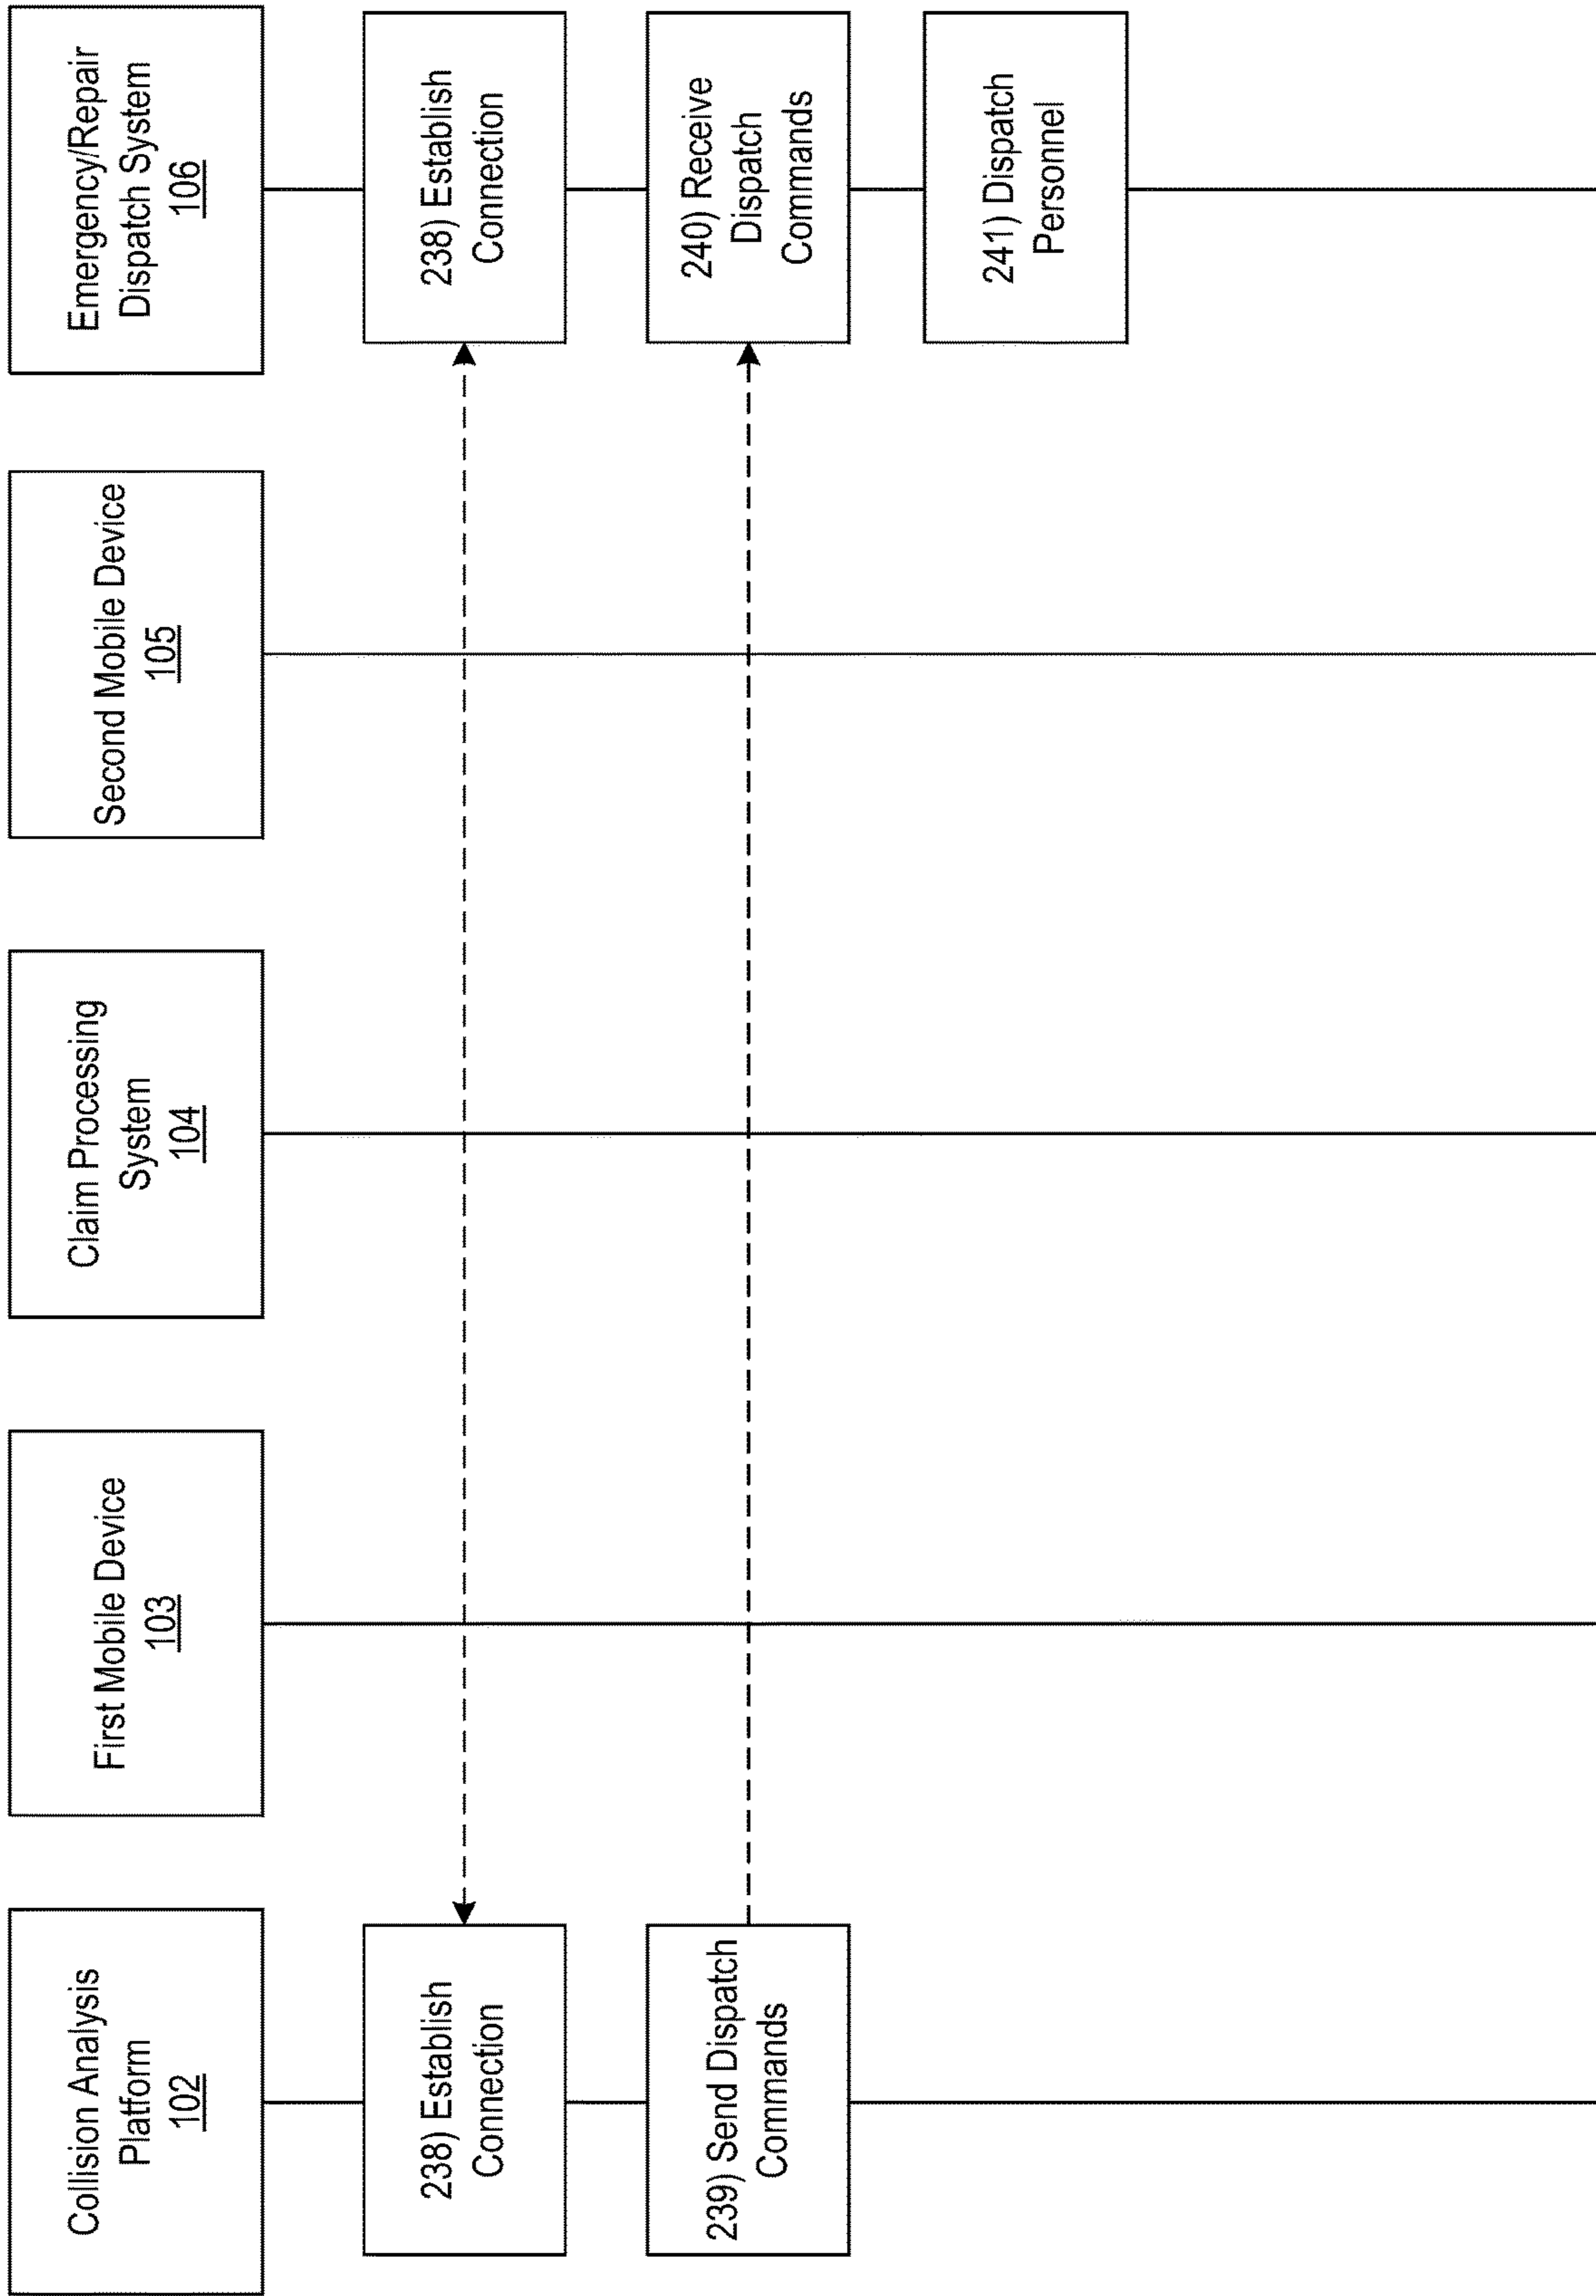 Collision Analysis
Platform
102
First Mobile Device
103
Claim Processing
System
104
Second Mobile Device
105
Emergency/Repair
Dispatch System
106
238) Establish
Connection
238) Establish
Connection
239) Send Dispatch
Commands
240) Receive
Dispatch
Commands
241) Dispatch
Personnel